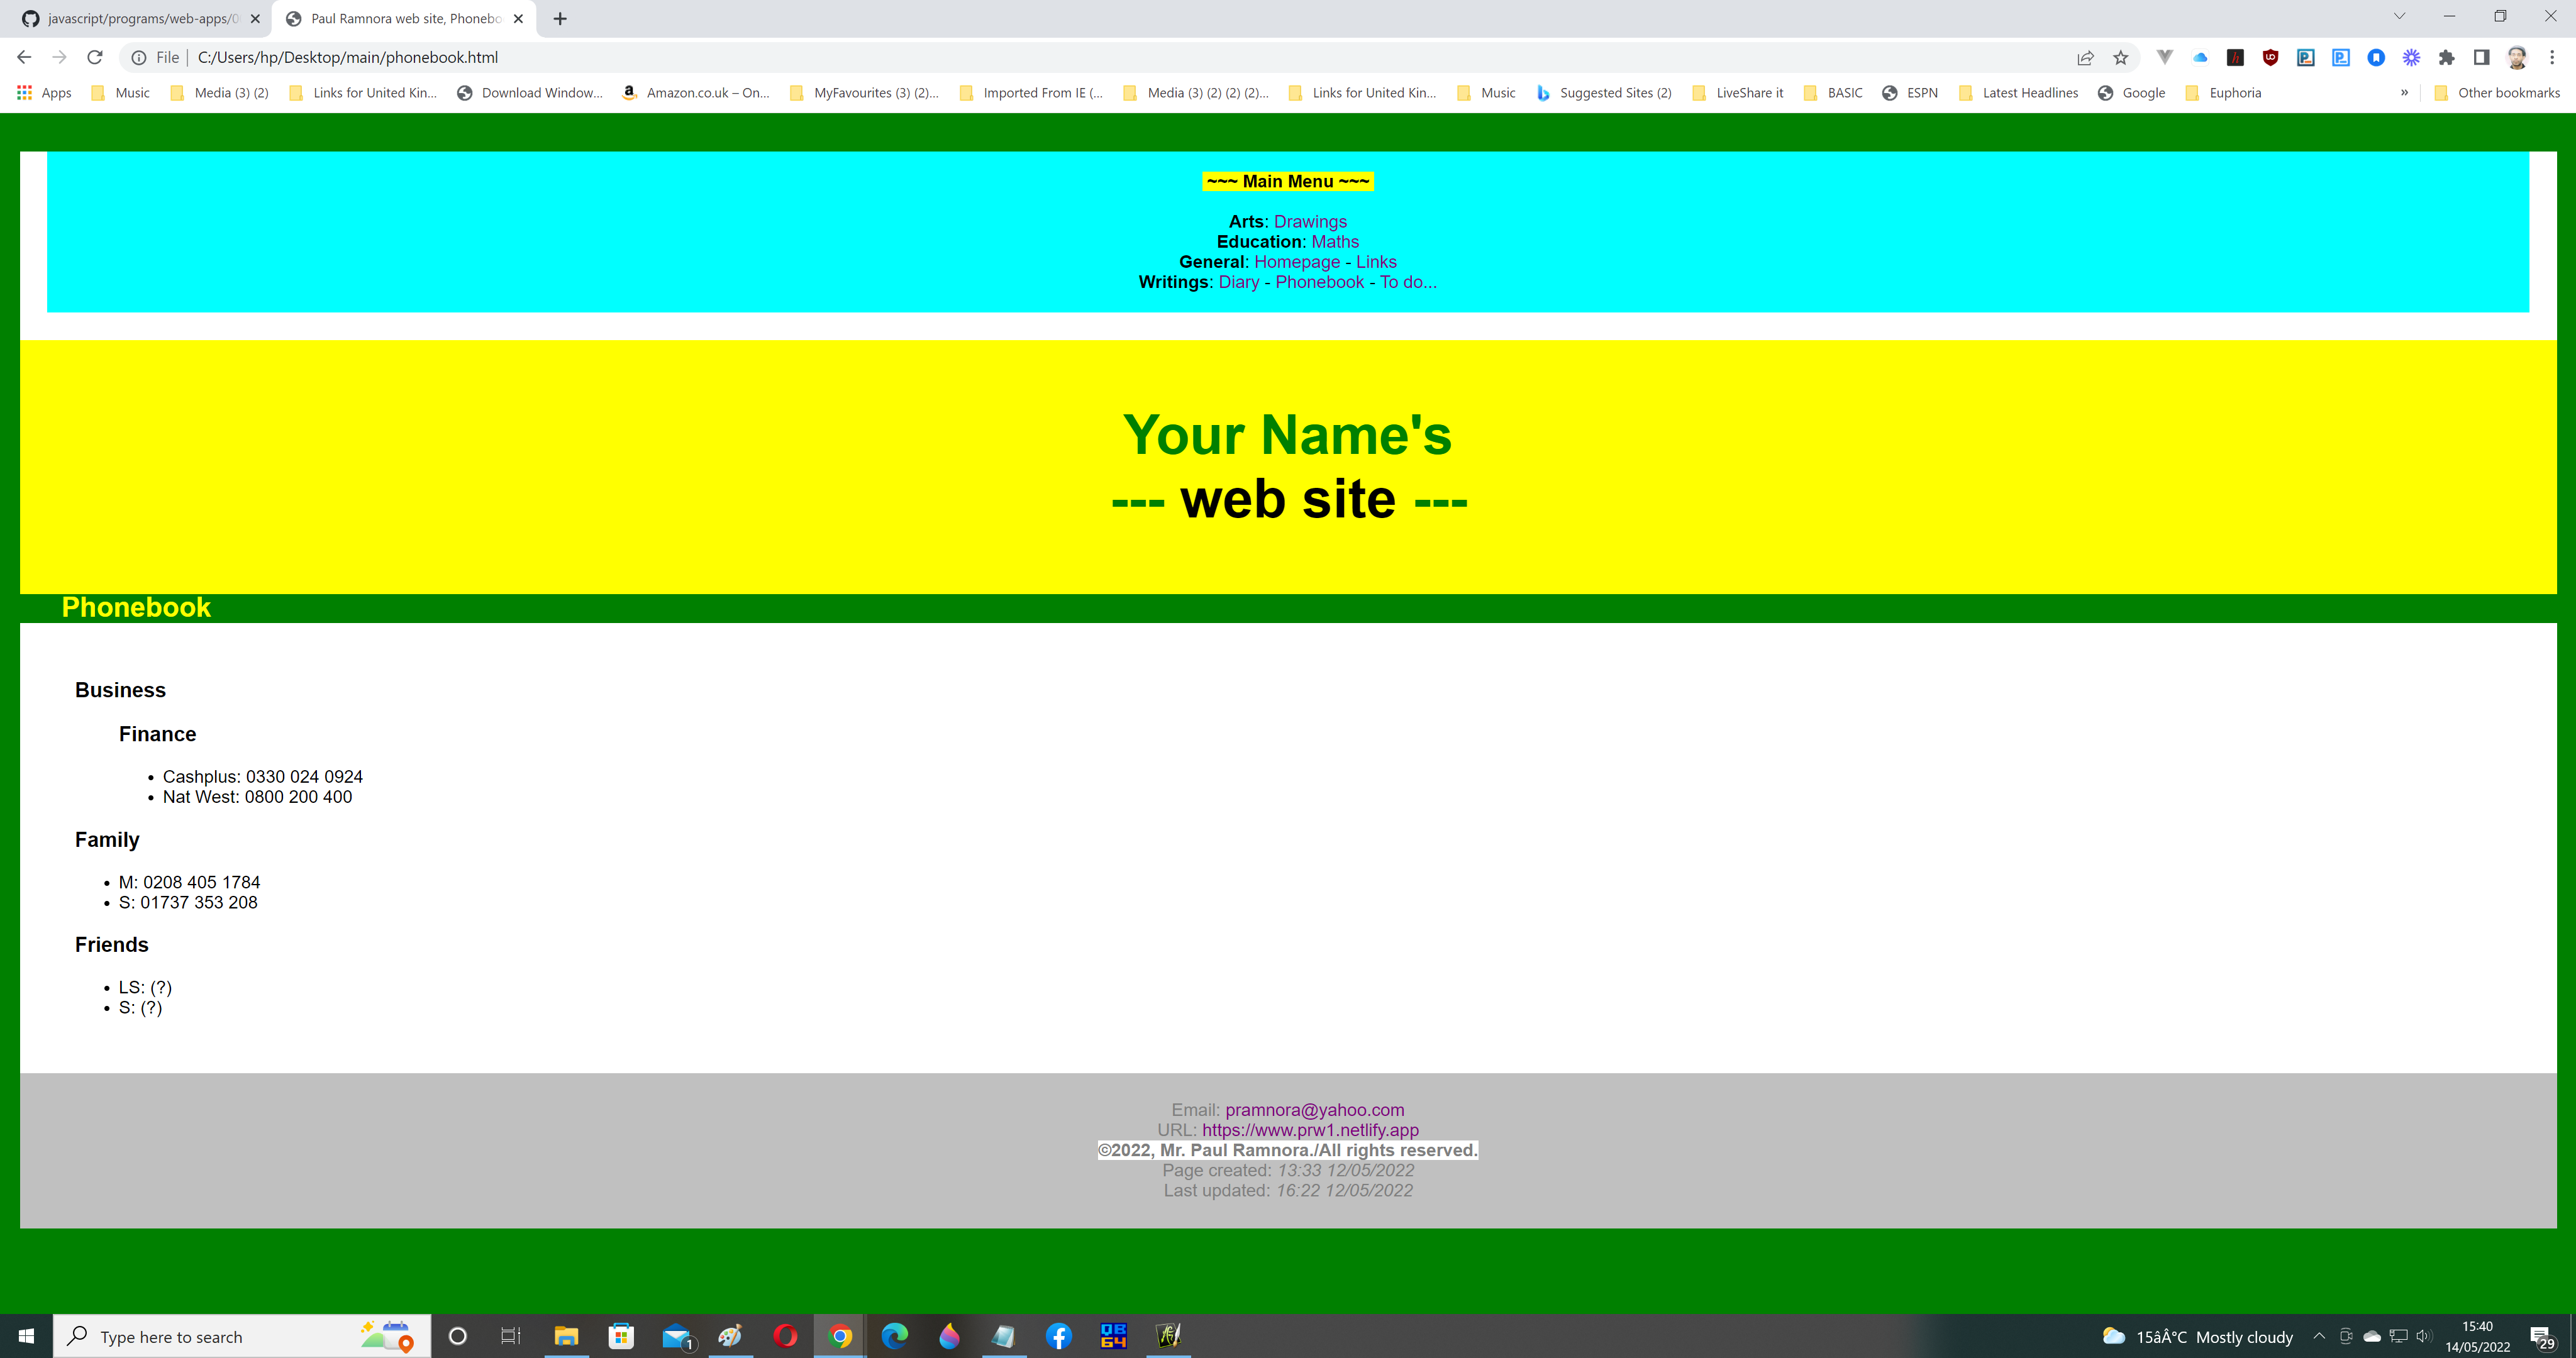 javascript/programs/web-apps/0
Paul Ramnora web site, Phonebo
File | C:/Users/hp/Desktop/main/phonebook.html
Apps Music Media (3) (2) Links for United Kin... Download Window... Amazon.co.uk – On... MyFavourites (3) (2)... Imported From IE (... Media (3) (2) (2) (2)... Links for United Kin... Music Suggested Sites (2) LiveShare it BASIC ESPN Latest Headlines Google Euphoria » Other bookmarks
~~~ Main Menu ~~~
Arts: Drawings
Education: Maths
General: Homepage - Links
Writings: Diary - Phonebook - To do...
Your Name's
--- web site ---
Phonebook
Business
Finance
• Cashplus: 0330 024 0924
• Nat West: 0800 200 400
Family
• M: 0208 405 1784
• S: 01737 353 208
Friends
• LS: (?)
• S: (?)
Email: pramnora@yahoo.com
URL: https://www.prw1.netlify.app
©2022, Mr. Paul Ramnora./All rights reserved.
Page created: 13:33 12/05/2022
Last updated: 16:22 12/05/2022
Type here to search
1
QB
64
15âÂ°C Mostly cloudy
15:40
14/05/2022
29